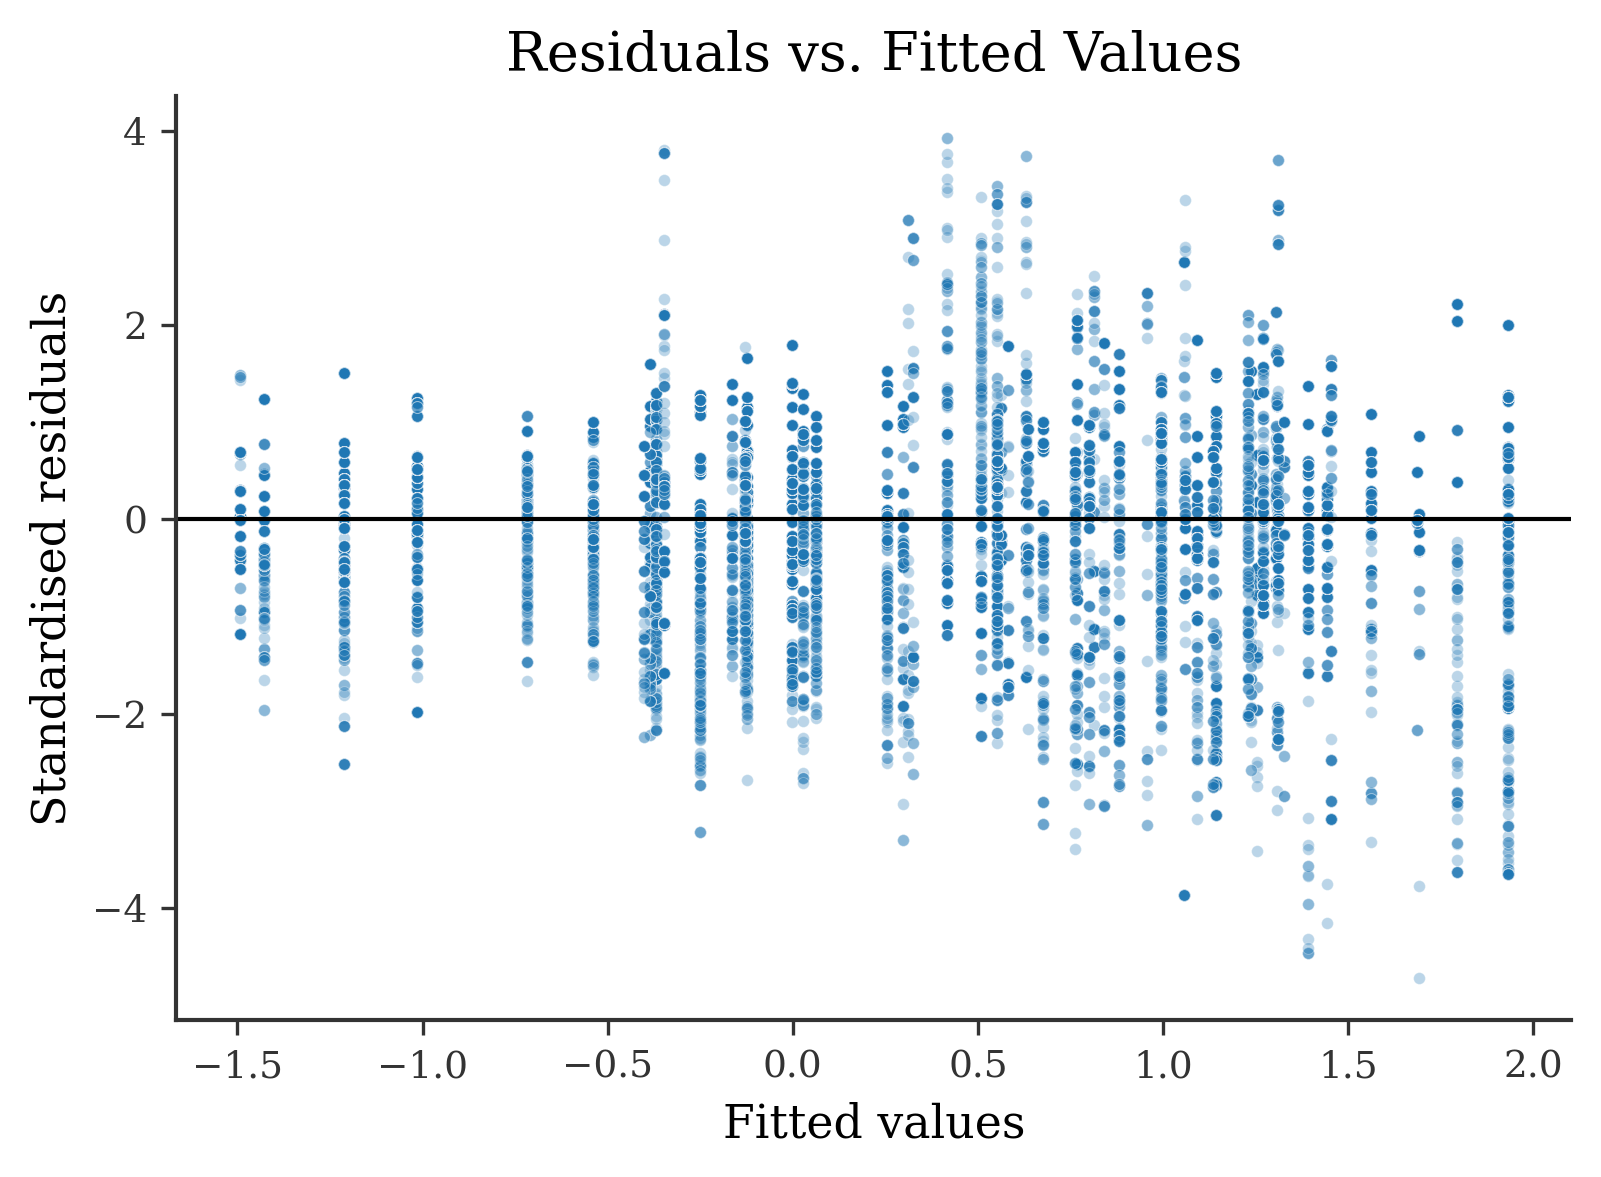 Residuals vs. Fitted Values
Standardised residuals
4
2
0
−2
−4
−1.5 −1.0 −0.5 0.0 0.5 1.0 1.5 2.0
Fitted values